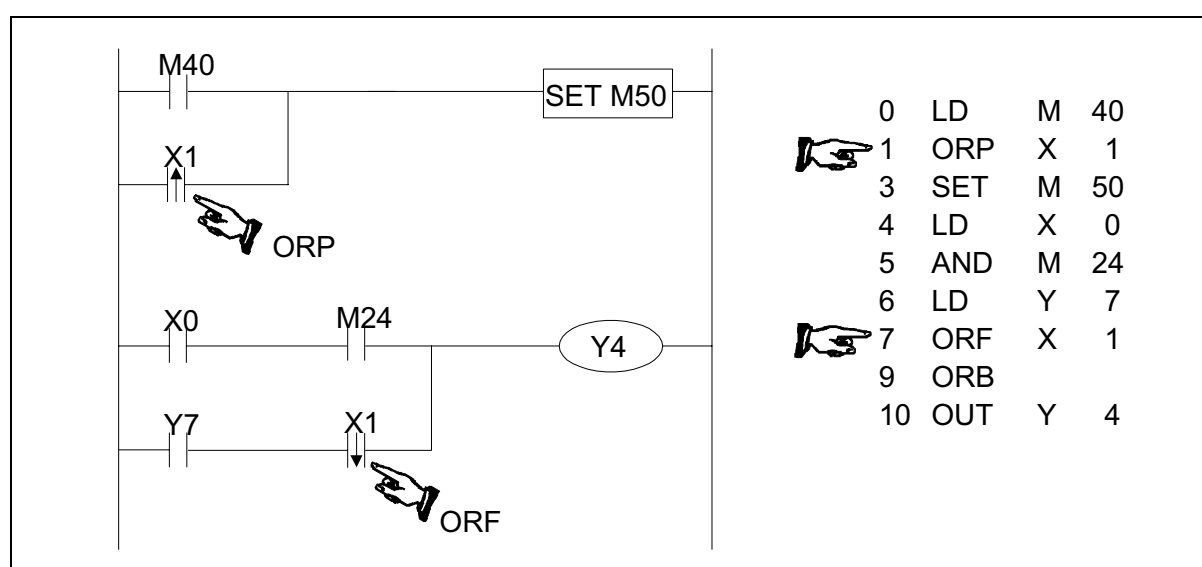 M40
SET M50
X1
ORP
X0 M24
Y4
Y7 X1
ORF
0 LD M 40
1 ORP X 1
3 SET M 50
4 LD X 0
5 AND M 24
6 LD Y 7
7 ORF X 1
9 ORB
10 OUT Y 4